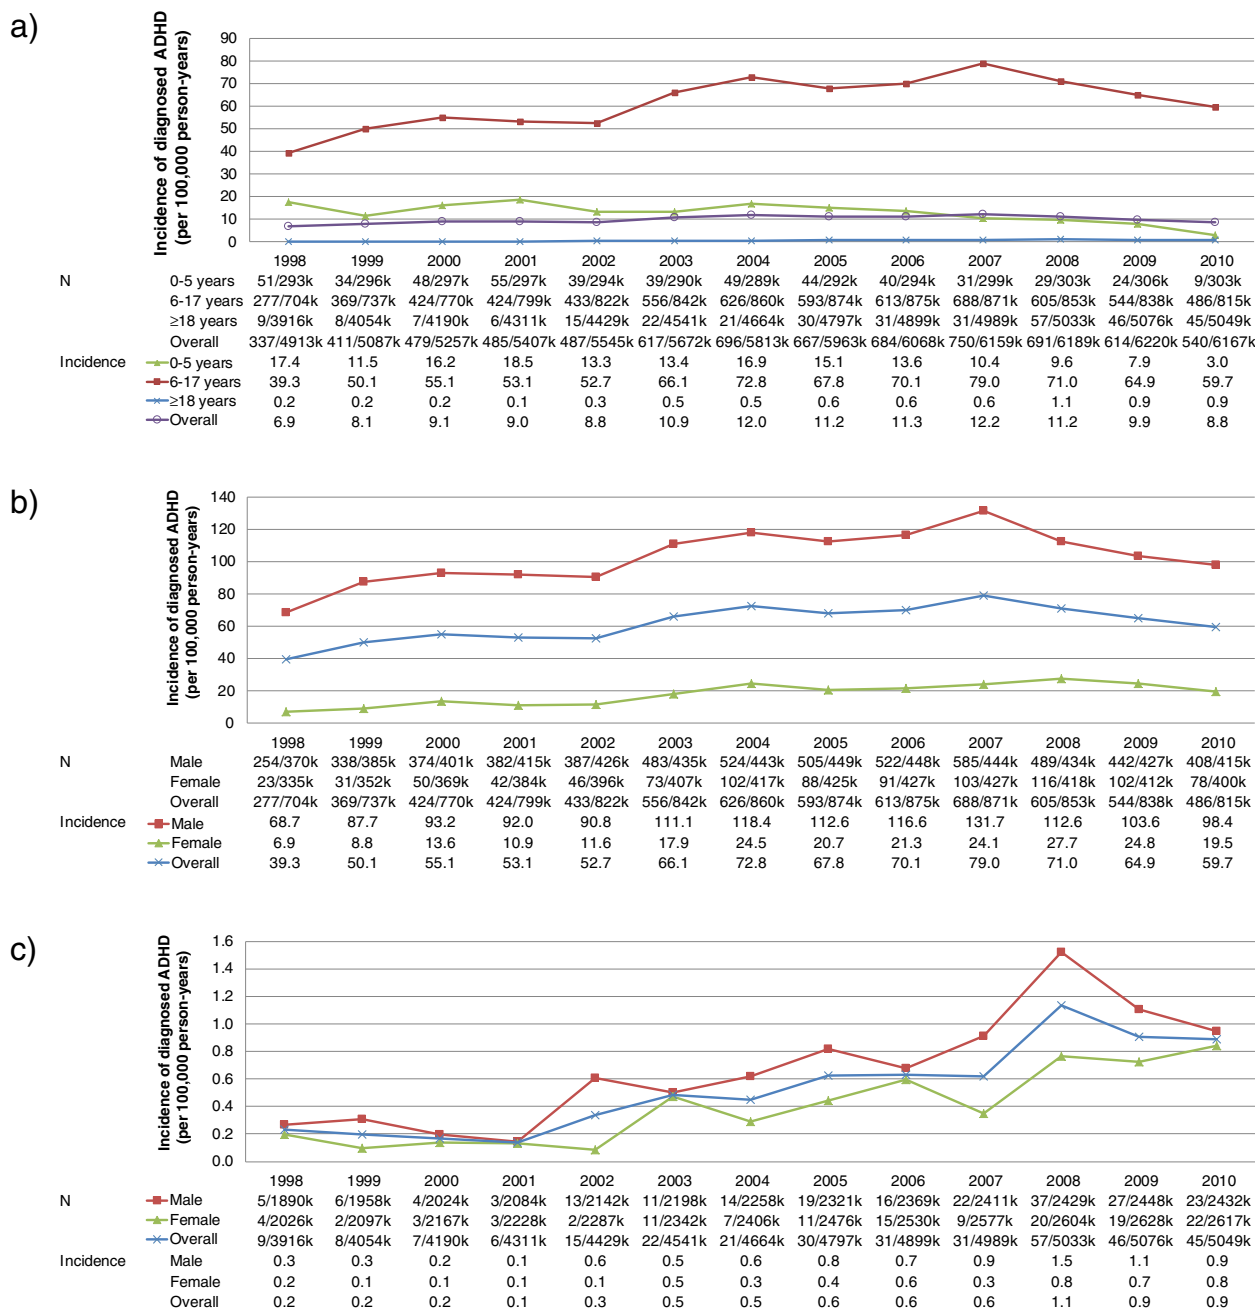 a)
Incidence of diagnosed ADHD
(per 100,000 person-years)
90
80
70
60
50
40
30
20
10
0
1998 1999 2000 2001 2002 2003 2004 2005 2006 2007 2008 2009 2010
N 0-5 years 51/293k 34/296k 48/297k 55/297k 39/294k 39/290k 49/289k 44/292k 40/294k 31/299k 29/303k 24/306k 9/303k
6-17 years 277/704k 369/737k 424/770k 424/799k 433/822k 556/842k 626/860k 593/874k 613/875k 688/871k 605/853k 544/838k 486/815k
≥18 years 9/3916k 8/4054k 7/4190k 6/4311k 15/4429k 22/4541k 21/4664k 30/4797k 31/4899k 31/4989k 57/5033k 46/5076k 45/5049k
Overall 337/4913k 411/5087k 479/5257k 485/5407k 487/5545k 617/5672k 696/5813k 667/5963k 684/6068k 750/6159k 691/6189k 614/6220k 540/6167k
Incidence 0-5 years 17.4 11.5 16.2 18.5 13.3 13.4 16.9 15.1 13.6 10.4 9.6 7.9 3.0
6-17 years 39.3 50.1 55.1 53.1 52.7 66.1 72.8 67.8 70.1 79.0 71.0 64.9 59.7
≥18 years 0.2 0.2 0.2 0.1 0.3 0.5 0.5 0.6 0.6 0.6 1.1 0.9 0.9
Overall 6.9 8.1 9.1 9.0 8.8 10.9 12.0 11.2 11.3 12.2 11.2 9.9 8.8
b)
Incidence of diagnosed ADHD
(per 100,000 person-years)
140
120
100
80
60
40
20
0
1998 1999 2000 2001 2002 2003 2004 2005 2006 2007 2008 2009 2010
N Male 254/370k 338/385k 374/401k 382/415k 387/426k 483/435k 524/443k 505/449k 522/448k 585/444k 489/434k 442/427k 408/415k
Female 23/335k 31/352k 50/369k 42/384k 46/396k 73/407k 102/417k 88/425k 91/427k 103/427k 116/418k 102/412k 78/400k
Overall 277/704k 369/737k 424/770k 424/799k 433/822k 556/842k 626/860k 593/874k 613/875k 688/871k 605/853k 544/838k 486/815k
Incidence Male 68.7 87.7 93.2 92.0 90.8 111.1 118.4 112.6 116.6 131.7 112.6 103.6 98.4
Female 6.9 8.8 13.6 10.9 11.6 17.9 24.5 20.7 21.3 24.1 27.7 24.8 19.5
Overall 39.3 50.1 55.1 53.1 52.7 66.1 72.8 67.8 70.1 79.0 71.0 64.9 59.7
c)
Incidence of diagnosed ADHD
(per 100,000 person-years)
1.6
1.4
1.2
1.0
0.8
0.6
0.4
0.2
0.0
1998 1999 2000 2001 2002 2003 2004 2005 2006 2007 2008 2009 2010
N Male 5/1890k 6/1958k 4/2024k 3/2084k 13/2142k 11/2198k 14/2258k 19/2321k 16/2369k 22/2411k 37/2429k 27/2448k 23/2432k
Female 4/2026k 2/2097k 3/2167k 3/2228k 2/2287k 11/2342k 7/2406k 11/2476k 15/2530k 9/2577k 20/2604k 19/2628k 22/2617k
Overall 9/3916k 8/4054k 7/4190k 6/4311k 15/4429k 22/4541k 21/4664k 30/4797k 31/4899k 31/4989k 57/5033k 46/5076k 45/5049k
Incidence Male 0.3 0.3 0.2 0.1 0.6 0.5 0.6 0.8 0.7 0.9 1.5 1.1 0.9
Female 0.2 0.1 0.1 0.1 0.1 0.5 0.3 0.4 0.6 0.3 0.8 0.7 0.8
Overall 0.2 0.2 0.2 0.1 0.3 0.5 0.5 0.6 0.6 0.6 1.1 0.9 0.9